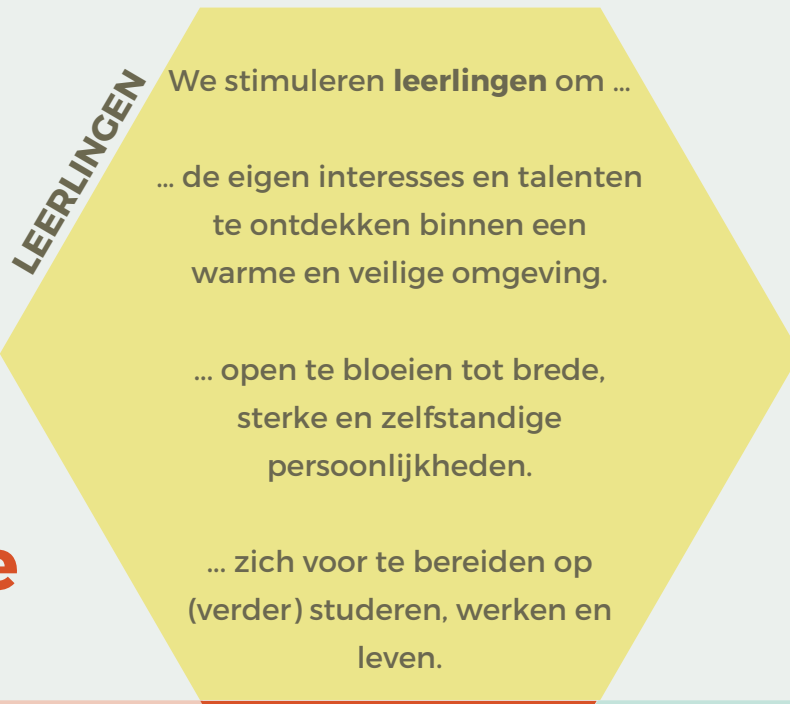 LEERLINGEN
We stimuleren leerlingen om ...
... de eigen interesses en talenten
te ontdekken binnen een
warme en veilige omgeving.
... open te bloeien tot brede,
sterke en zelfstandige
persoonlijkheden.
... zich voor te bereiden op
(verder) studeren, werken en
leven.
e